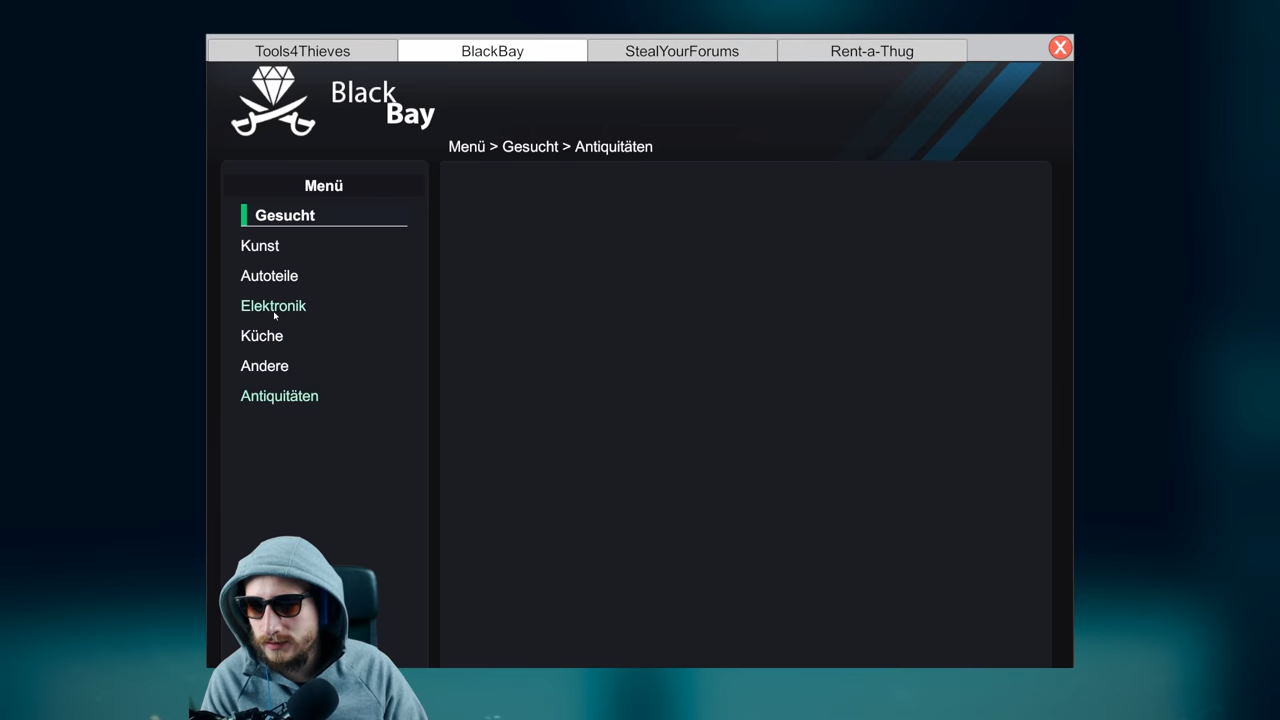 Tools4Thieves
BlackBay
StealYourForums
Rent-a-Thug
X
Black
Bay
Menü > Gesucht > Antiquitäten
Menü
Gesucht
Kunst
Autoteile
Elektronik
Küche
Andere
Antiquitäten